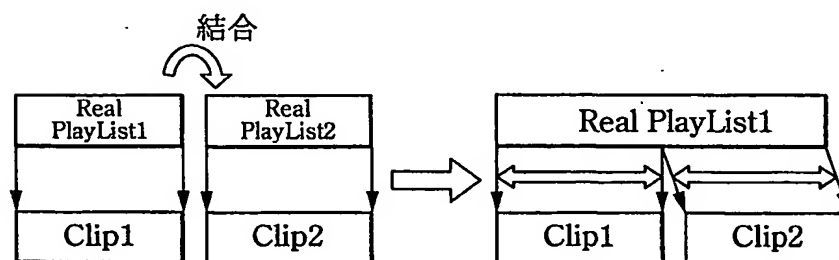 結合
Real
PlayList1
Real
PlayList2
Real PlayList1
Clip1
Clip2
Clip1
Clip2